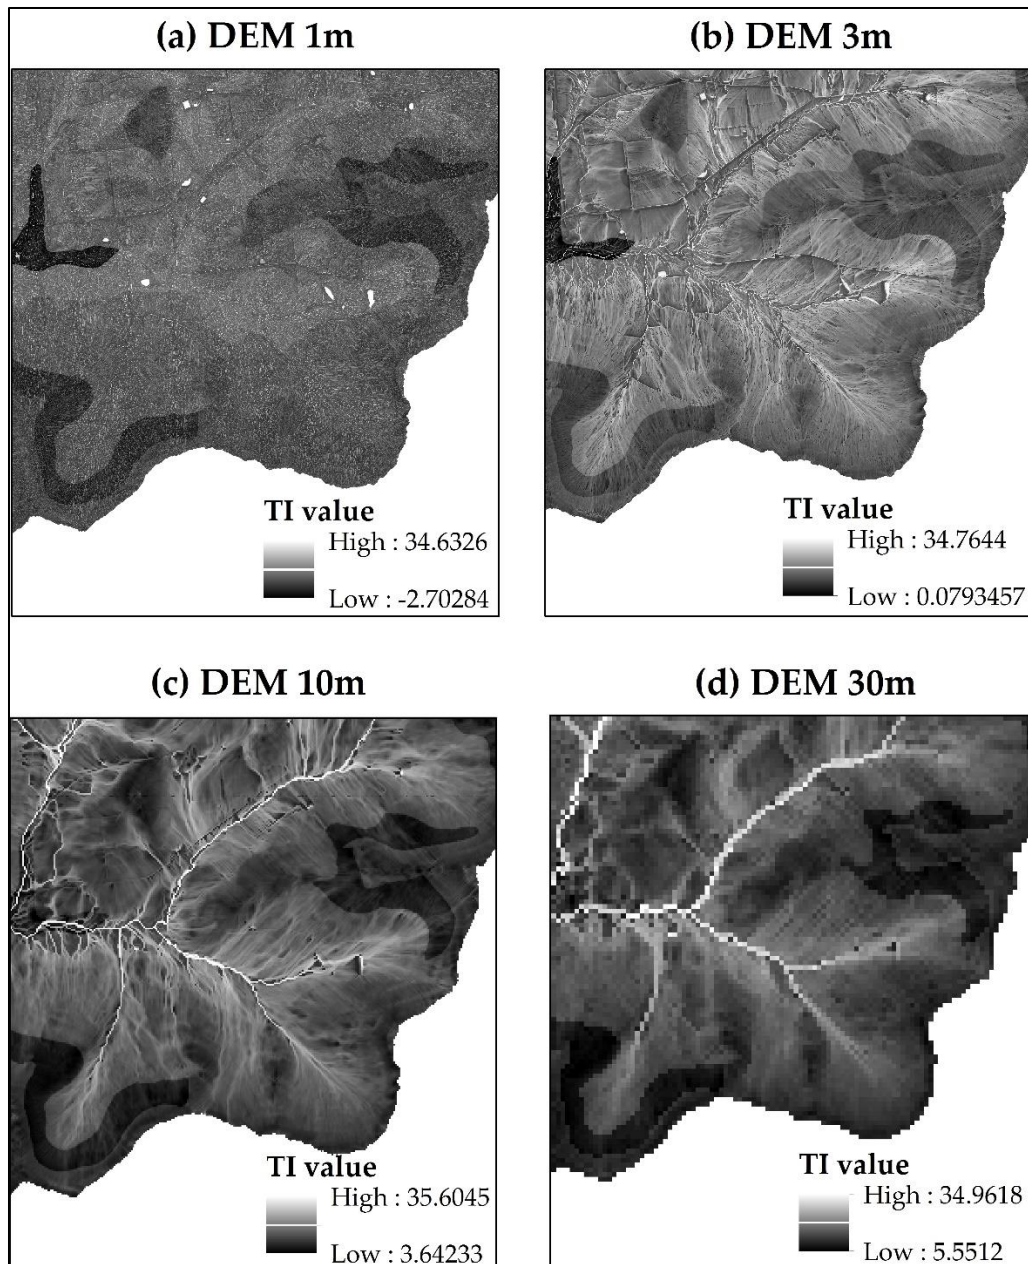 (a) DEM 1m
(b) DEM 3m
TI value
High : 34.6326
Low : -2.70284
TI value
High : 34.7644
Low : 0.0793457
(c) DEM 10m
(d) DEM 30m
TI value
High : 35.6045
Low : 3.64233
TI value
High : 34.9618
Low : 5.5512